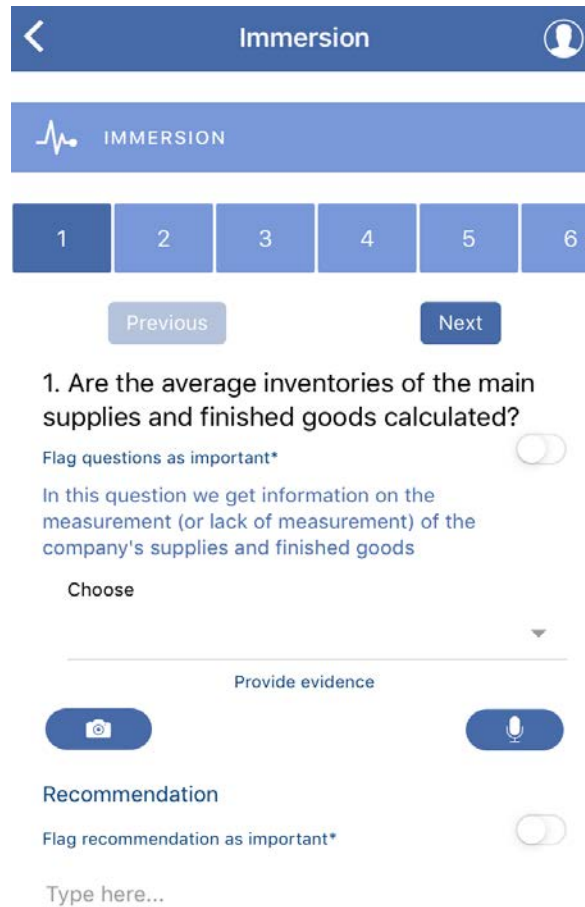 Immersion
IMMERSION
1 2 3 4 5 6
Previous Next
1. Are the average inventories of the main
supplies and finished goods calculated?
Flag questions as important*
In this question we get information on the
measurement (or lack of measurement) of the
company's supplies and finished goods
Choose
Provide evidence
Recommendation
Flag recommendation as important*
Type here...